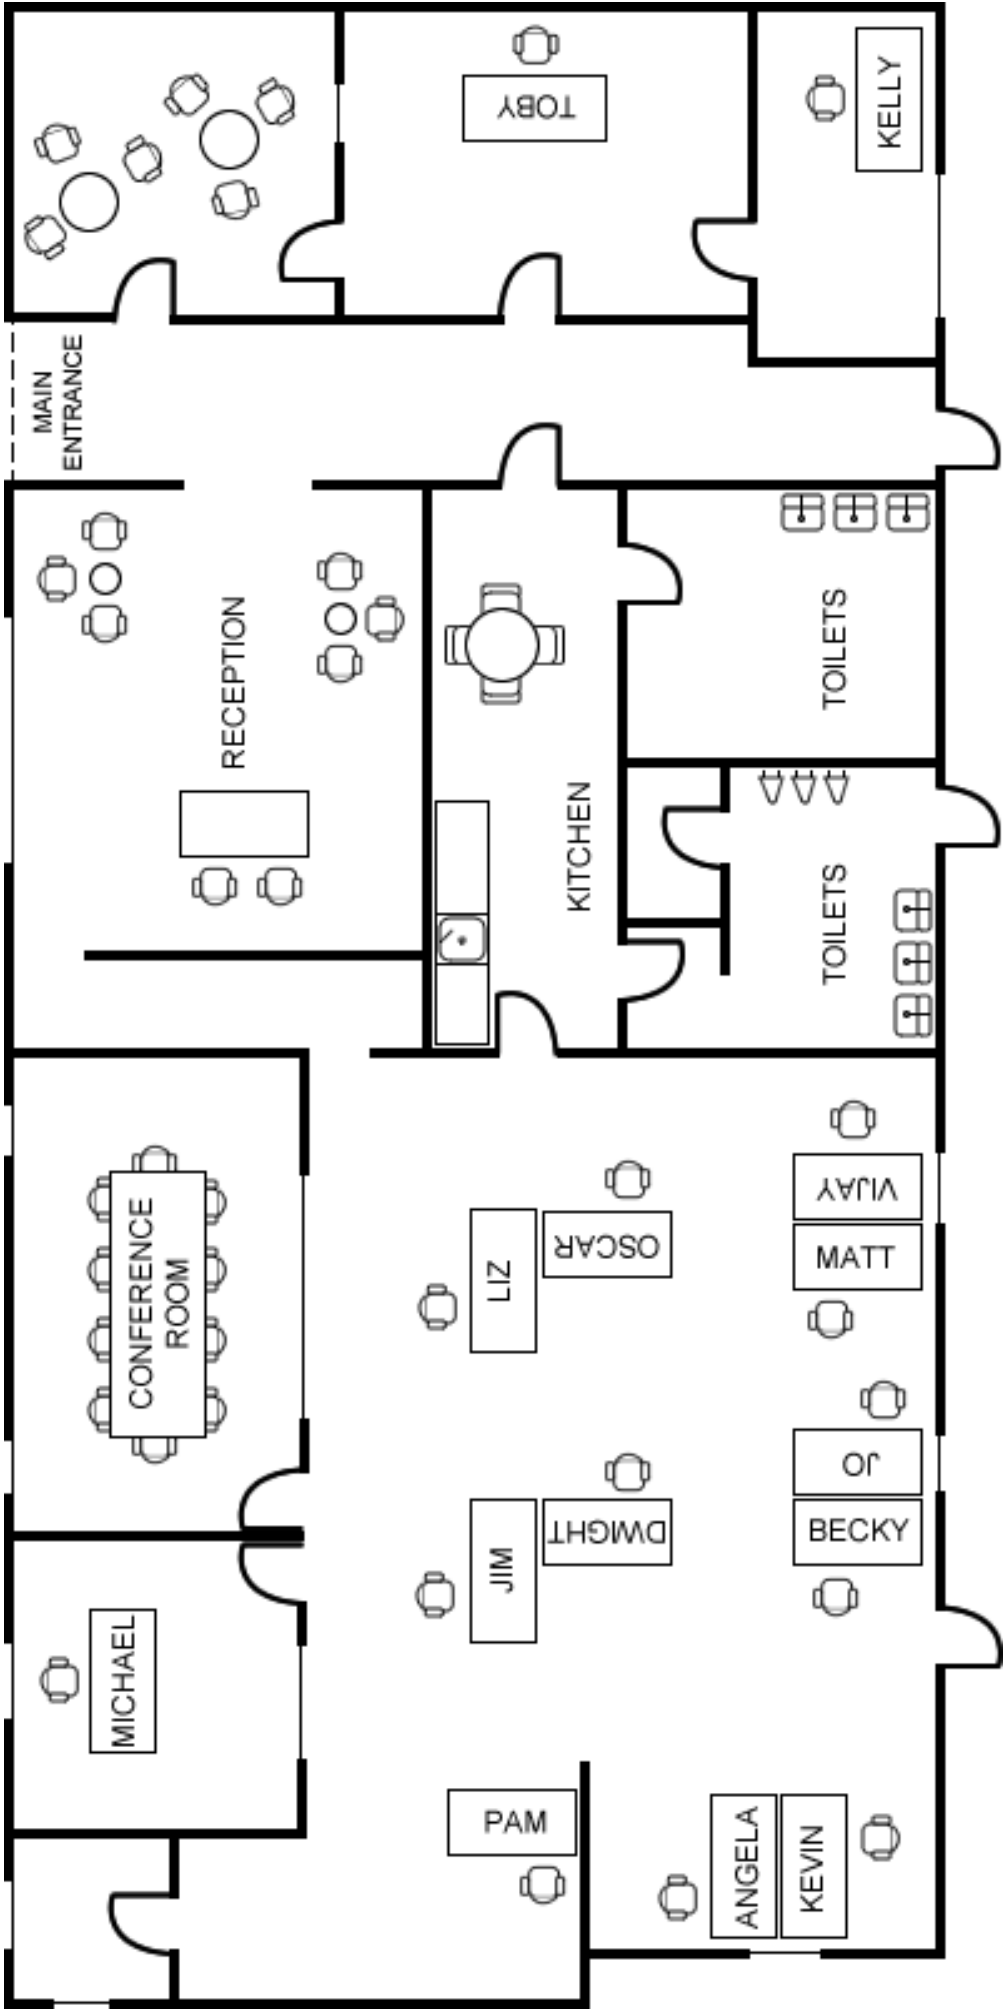 TOBY
KELLY
MAIN
ENTRANCE
RECEPTION
TOILETS
KITCHEN
TOILETS
CONFERENCE
ROOM
LIZ
OSCAR
VIJAY
MATT
JO
BECKY
JIM
DWIGHT
MICHAEL
PAM
ANGELA
KEVIN